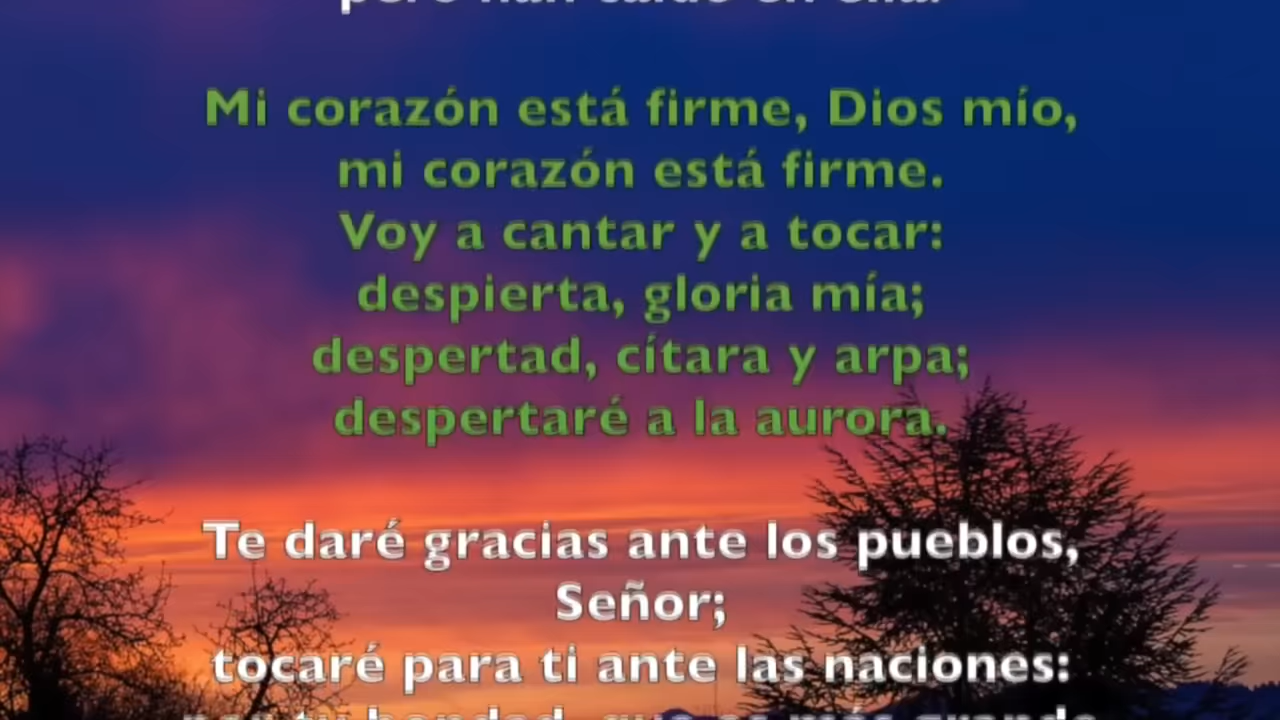 Mi corazón está firme, Dios mío,
mi corazón está firme.
Voy a cantar y a tocar:
despierta, gloria mía;
despertad, cítara y arpa;
despertaré a la aurora.
Te daré gracias ante los pueblos,
Señor;
tocaré para ti ante las naciones: